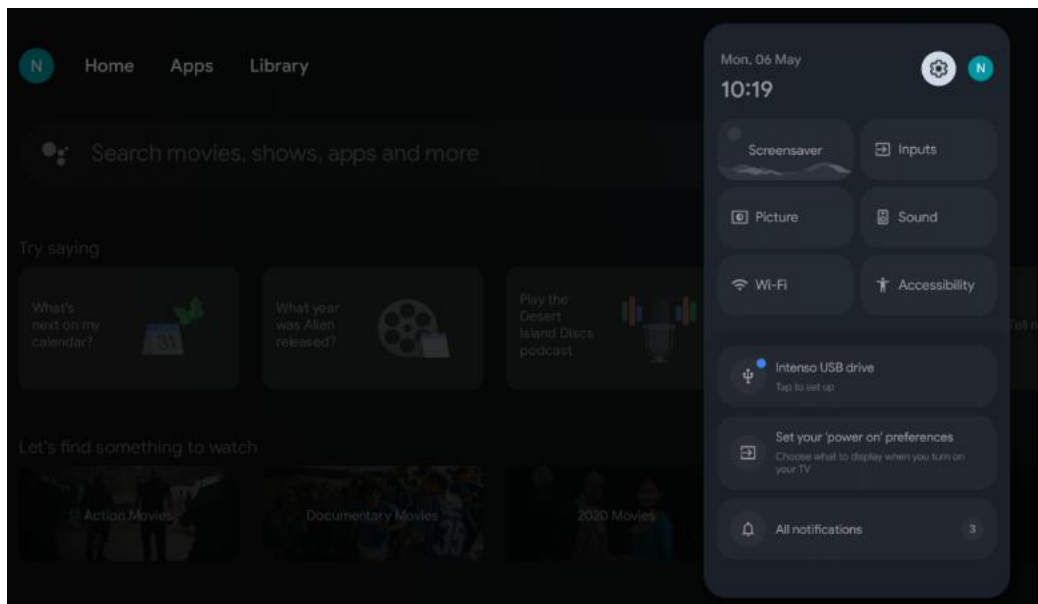 N
Home
Apps
Library
Search movies, shows, apps and more
Try saying
What's
next on my
calendar?
31
What year
was Alien
released?
Play the
Desert
Island Discs
podcast
Tell
Let's find something to watch
Action Movies
Documentary Movies
35
2020 Movies
Mon, 06 May
10:19
N
Screensaver
Inputs
Picture
Sound
Wi-Fi
Accessibility
Intenso USB drive
Tap to set up
Set your 'power on' preferences
Choose what to display when you turn on
your TV
All notifications
3